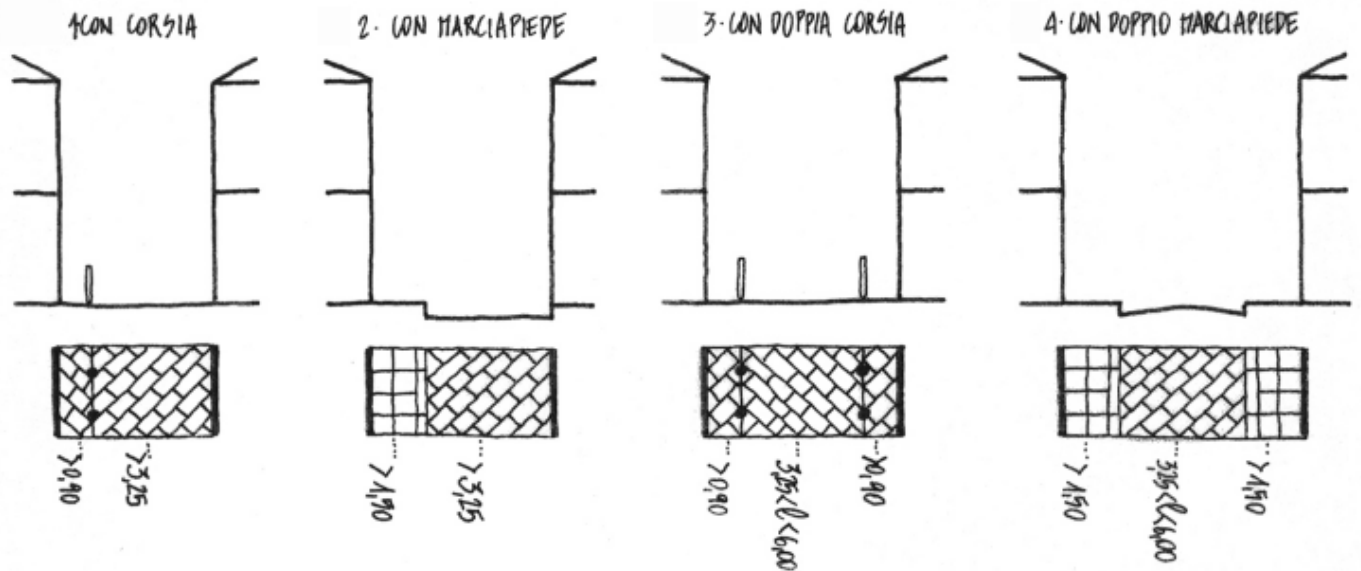 1 CON CORSIA
2. CON MARCIAPIEDE
3. CON DOPPIA CORSIA
4. CON DOPPIO MARCIAPIEDE
>0,90
>3,25
>1,50
>3,25
>0,90
3,25<l<6,00
>0,90
>1,50
3,25<l<6,00
>1,50